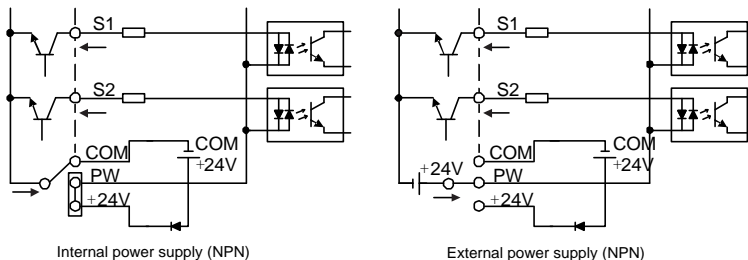 S1
S2
COM
COM
+24V
PW
+24V
Internal power supply (NPN)
S1
S2
COM
COM
+24V
+24V
PW
+24V
External power supply (NPN)